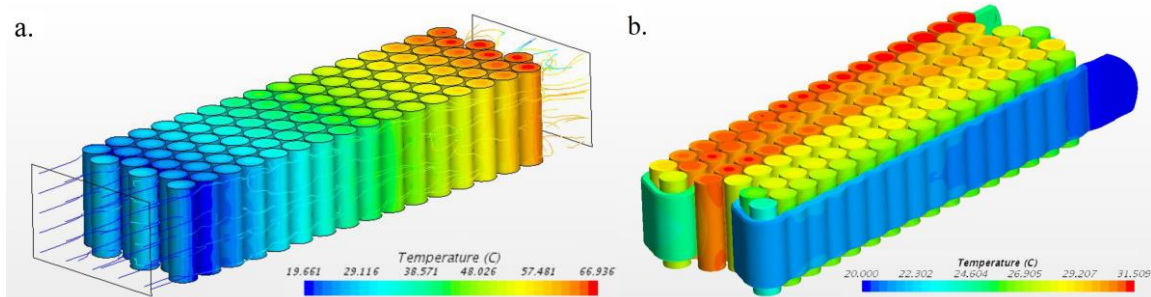 a.
Temperature (C)
19.661 29.116 38.571 48.026 57.481 66.936
b.
Temperature (C)
20.000 22.302 24.604 26.905 29.207 31.509